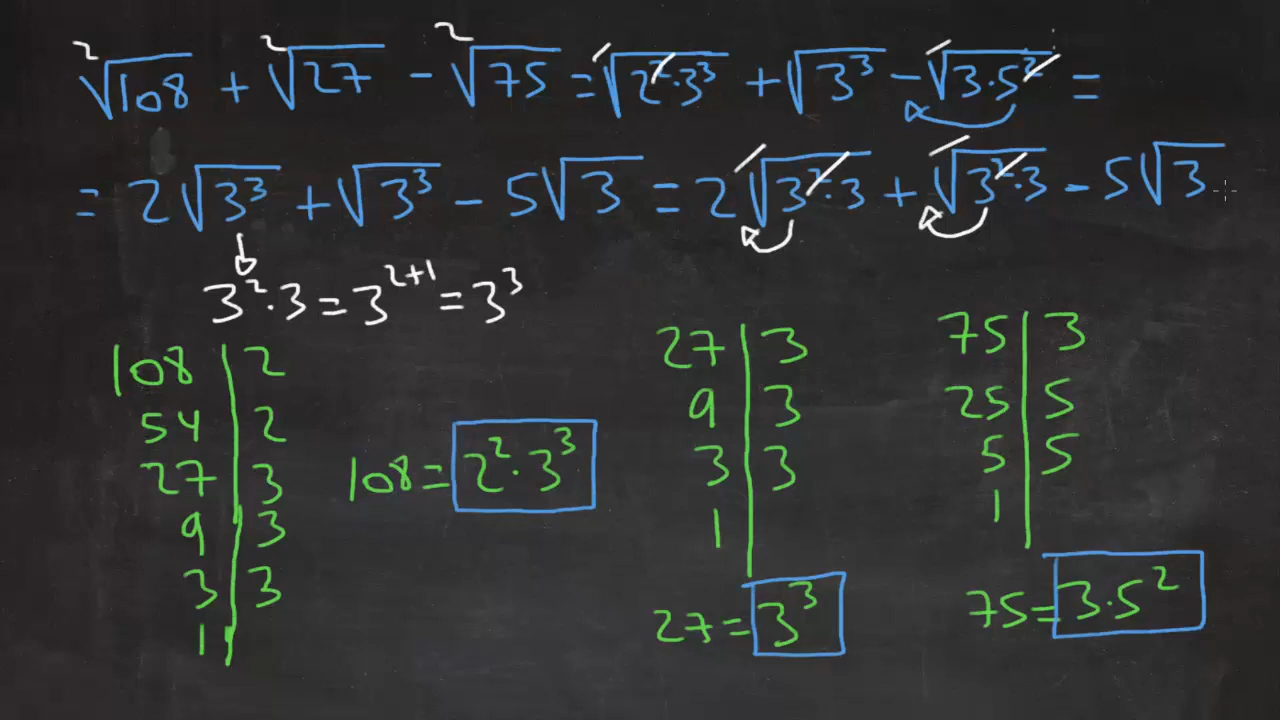 ²√108 + ²√27 − ²√75 = √2²·3³ + √3³ − √3·5² =
= 2√3³ + √3³ − 5√3 = 2√3²·3 + √3²·3 − 5√3
3²·3 = 3²⁺¹ = 3³
108 | 2
54 | 2
27 | 3
9 | 3
3 | 3
1
108 = 2²·3³
27 | 3
9 | 3
3 | 3
1
27 = 3³
75 | 3
25 | 5
5 | 5
1
75 = 3·5²